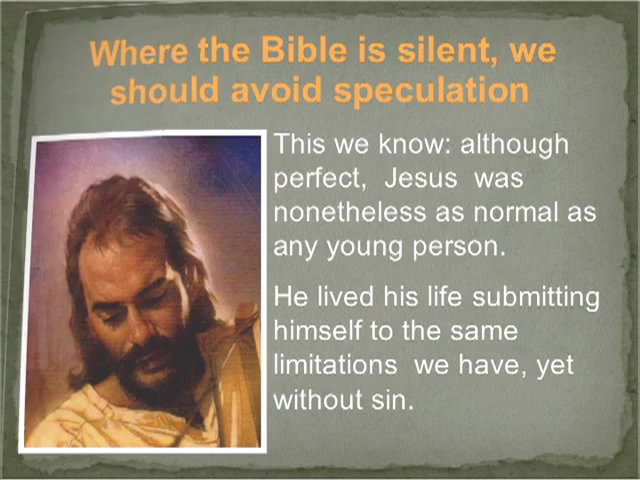 Where the Bible is silent, we
should avoid speculation
This we know: although
perfect, Jesus was
nonetheless as normal as
any young person.
He lived his life submitting
himself to the same
limitations we have, yet
without sin.